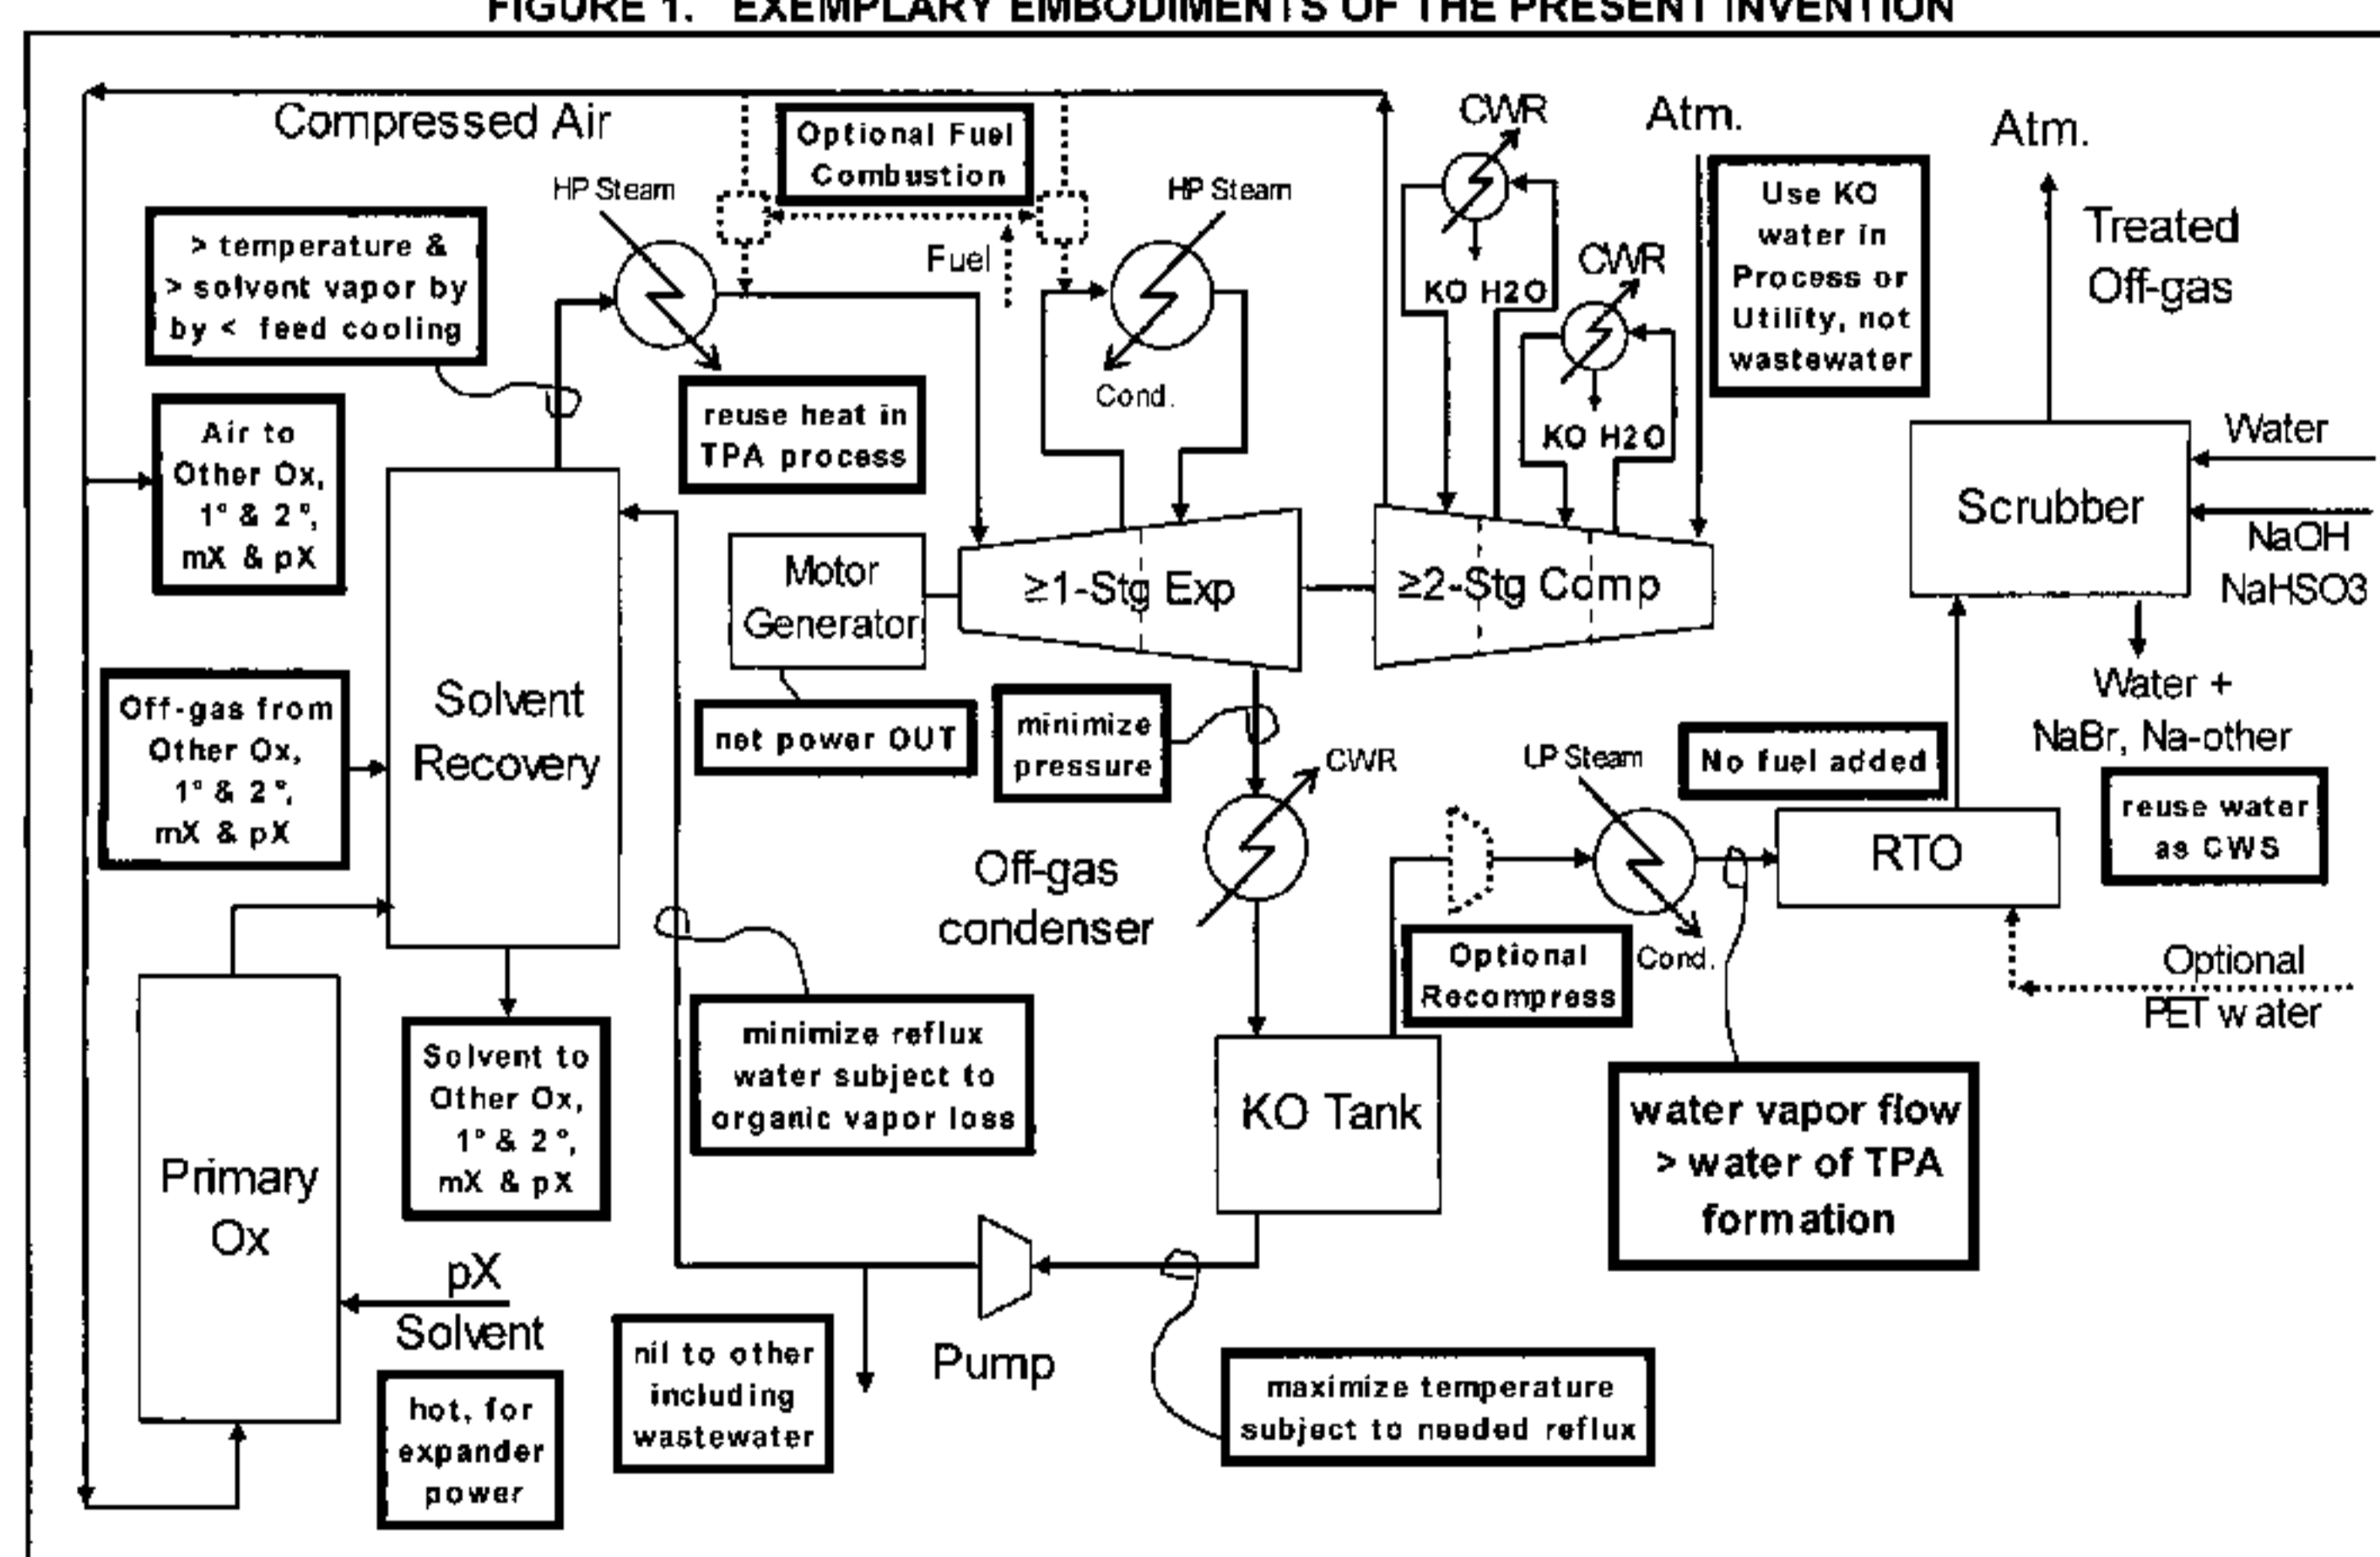 FIGURE 1. EXEMPLARY EMBODIMENTS OF THE PRESENT INVENTION
Compressed Air
Optional Fuel
Combustion
CWR
Atm.
Atm.
HP Steam
HP Steam
Fuel
> temperature &
> solvent vapor by
by < feed cooling
Use KO
water in
Process or
Utility, not
wastewater
Treated
Off-gas
CWR
KO H2O
KO H2O
Cond.
reuse heat in
TPA process
Air to
Other Ox,
1° & 2°,
mX & pX
Water
Scrubber
NaOH
NaHSO3
Motor
Generator
≥1-Stg Exp
≥2-Stg Comp
Solvent
Recovery
Off-gas from
Other Ox,
1° & 2°,
mX & pX
net power OUT
minimize
pressure
CWR
LP Steam
No fuel added
Water +
NaBr, Na-other
reuse water
as CWS
RTO
Off-gas
condenser
Optional
Recompress
Cond.
Optional
PET water
Solvent to
Other Ox,
1° & 2°,
mX & pX
minimize reflux
water subject to
organic vapor loss
KO Tank
water vapor flow
> water of TPA
formation
Primary
Ox
pX
Solvent
hot, for
expander
power
nil to other
including
wastewater
Pump
maximize temperature
subject to needed reflux